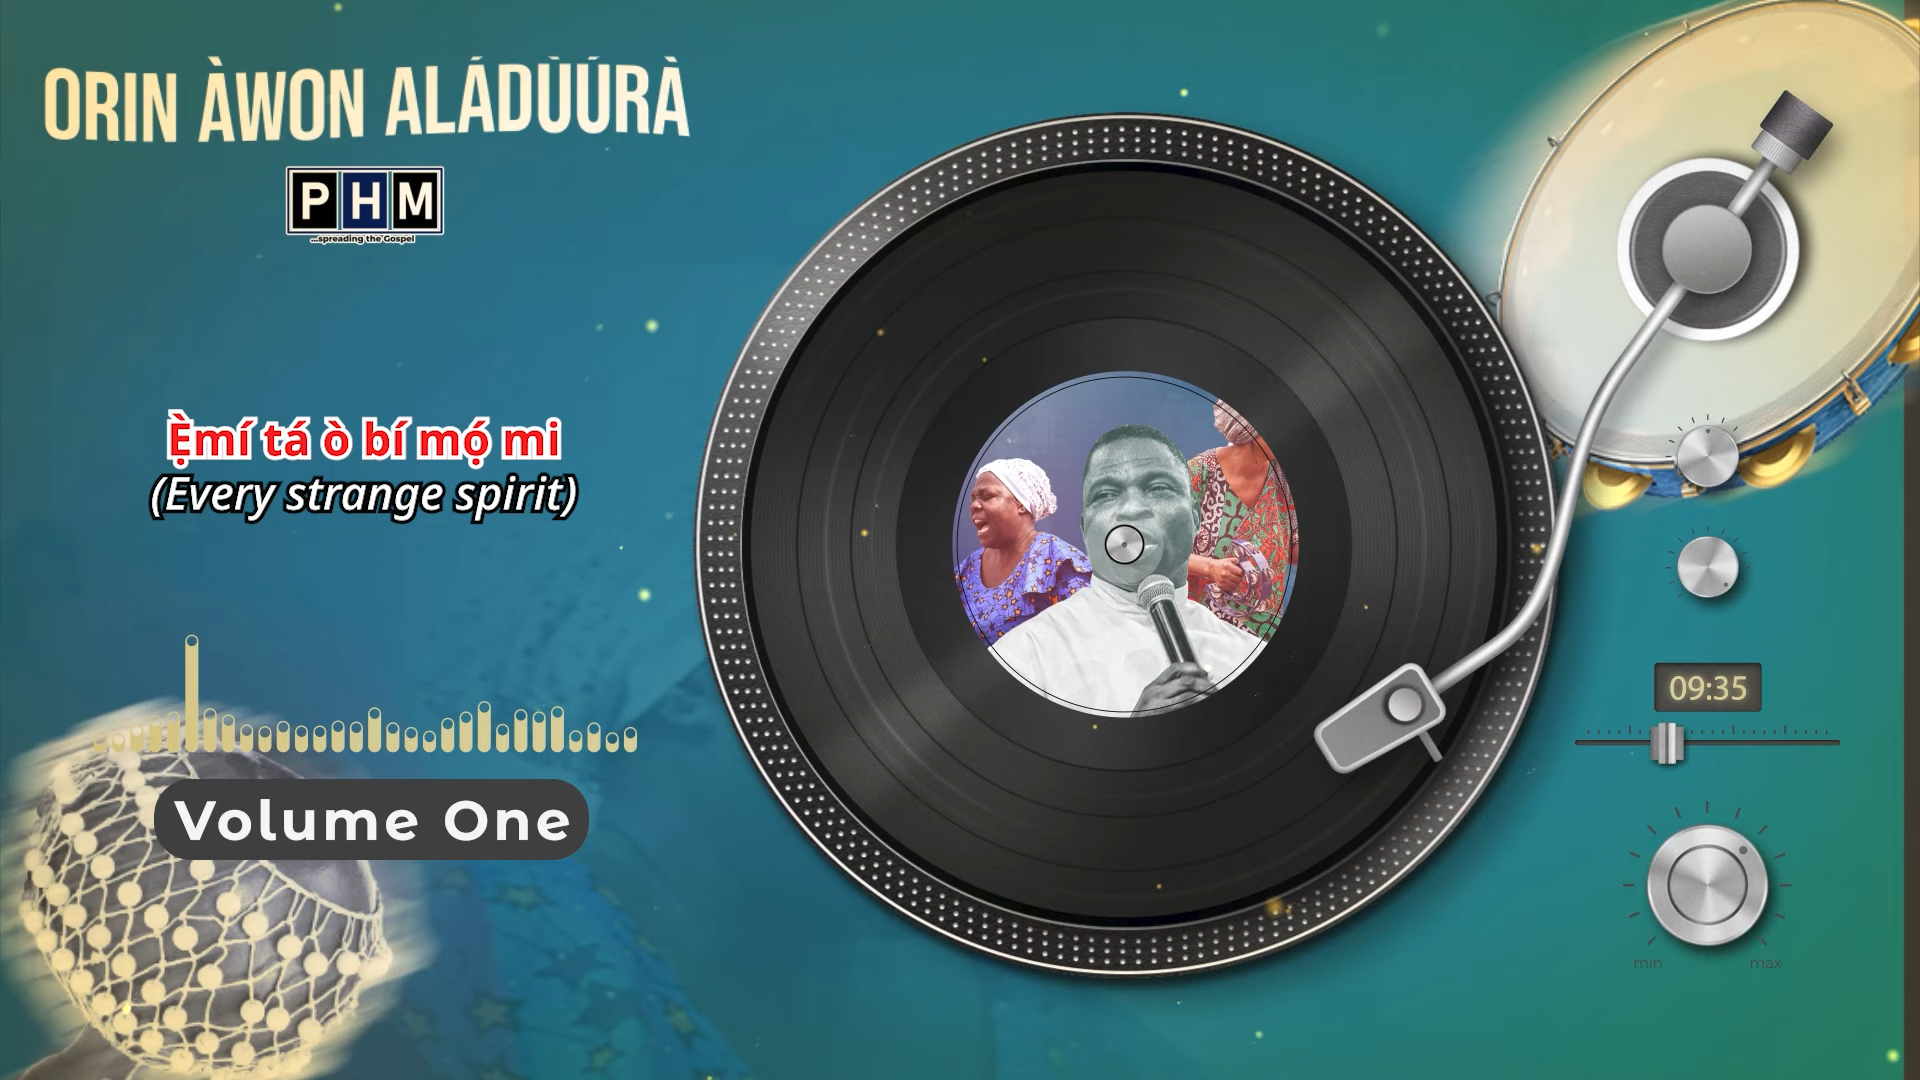 ORIN ÀWON ALÁDÙÚRÀ
PHM
...spreading the Gospel
Ẹ̀mí tá ò bí mọ́ mi
(Every strange spirit)
Volume One
09:35
min max